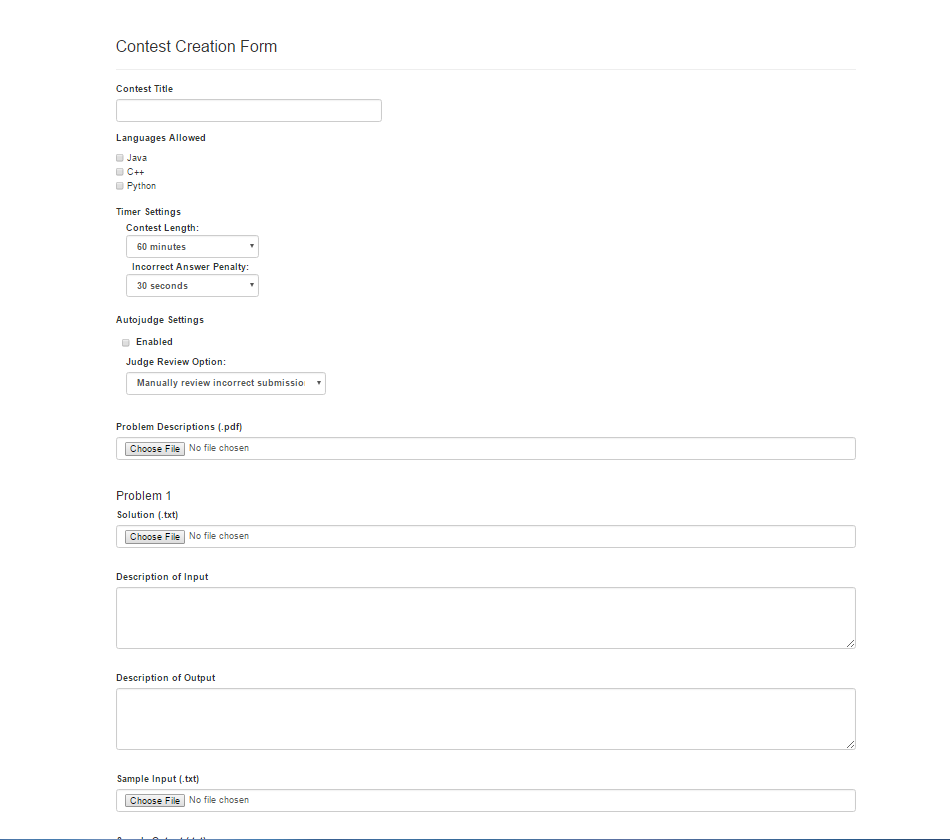 Contest Creation Form
Contest Title
Languages Allowed
Java
C++
Python
Timer Settings
Contest Length:
60 minutes
Incorrect Answer Penalty:
30 seconds
Autojudge Settings
Enabled
Judge Review Option:
Manually review incorrect submissio
Problem Descriptions (.pdf)
Choose File No file chosen
Problem 1
Solution (.txt)
Choose File No file chosen
Description of Input
Description of Output
Sample Input (.txt)
Choose File No file chosen